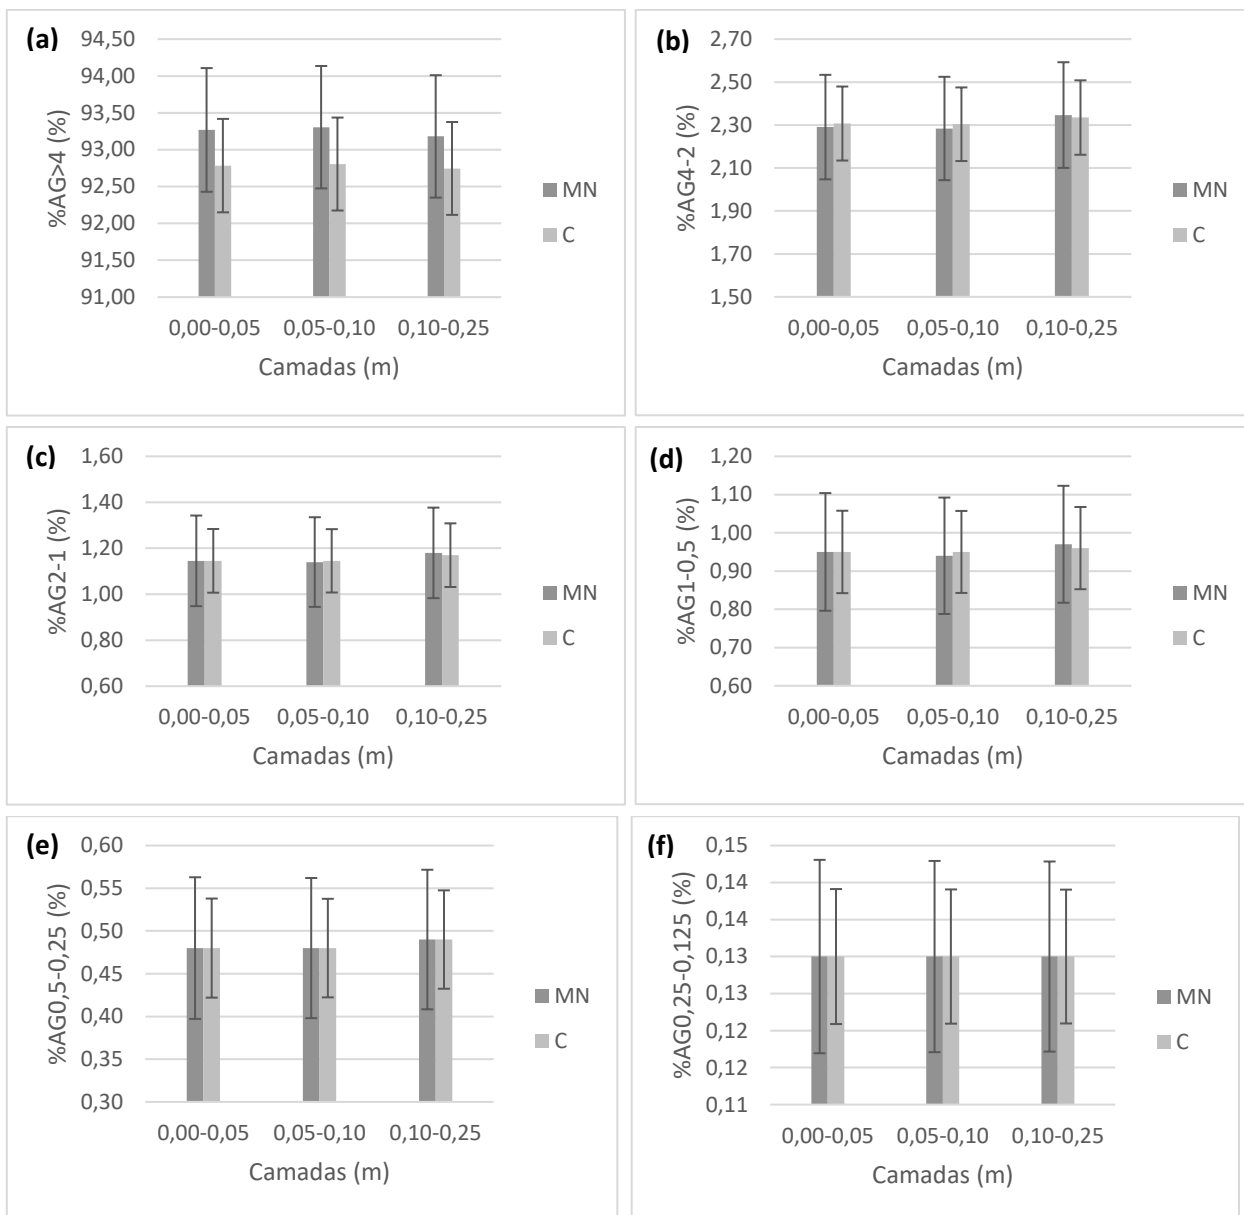 (a)
94,50
94,00
93,50
93,00
92,50
92,00
91,50
91,00
%AG>4 (%)
0,00-0,05 0,05-0,10 0,10-0,25
Camadas (m)
MN
C
(b)
2,70
2,50
2,30
2,10
1,90
1,70
1,50
%AG4-2 (%)
0,00-0,05 0,05-0,10 0,10-0,25
Camadas (m)
MN
C
(c)
1,60
1,40
1,20
1,00
0,80
0,60
%AG2-1 (%)
0,00-0,05 0,05-0,10 0,10-0,25
Camadas (m)
MN
C
(d)
1,20
1,10
1,00
0,90
0,80
0,70
0,60
%AG1-0,5 (%)
0,00-0,05 0,05-0,10 0,10-0,25
Camadas (m)
MN
C
(e)
0,60
0,55
0,50
0,45
0,40
0,35
0,30
%AG0,5-0,25 (%)
0,00-0,05 0,05-0,10 0,10-0,25
Camadas (m)
MN
C
(f)
0,15
0,14
0,14
0,13
0,13
0,12
0,12
0,11
%AG0,25-0,125 (%)
0,00-0,05 0,05-0,10 0,10-0,25
Camadas (m)
MN
C